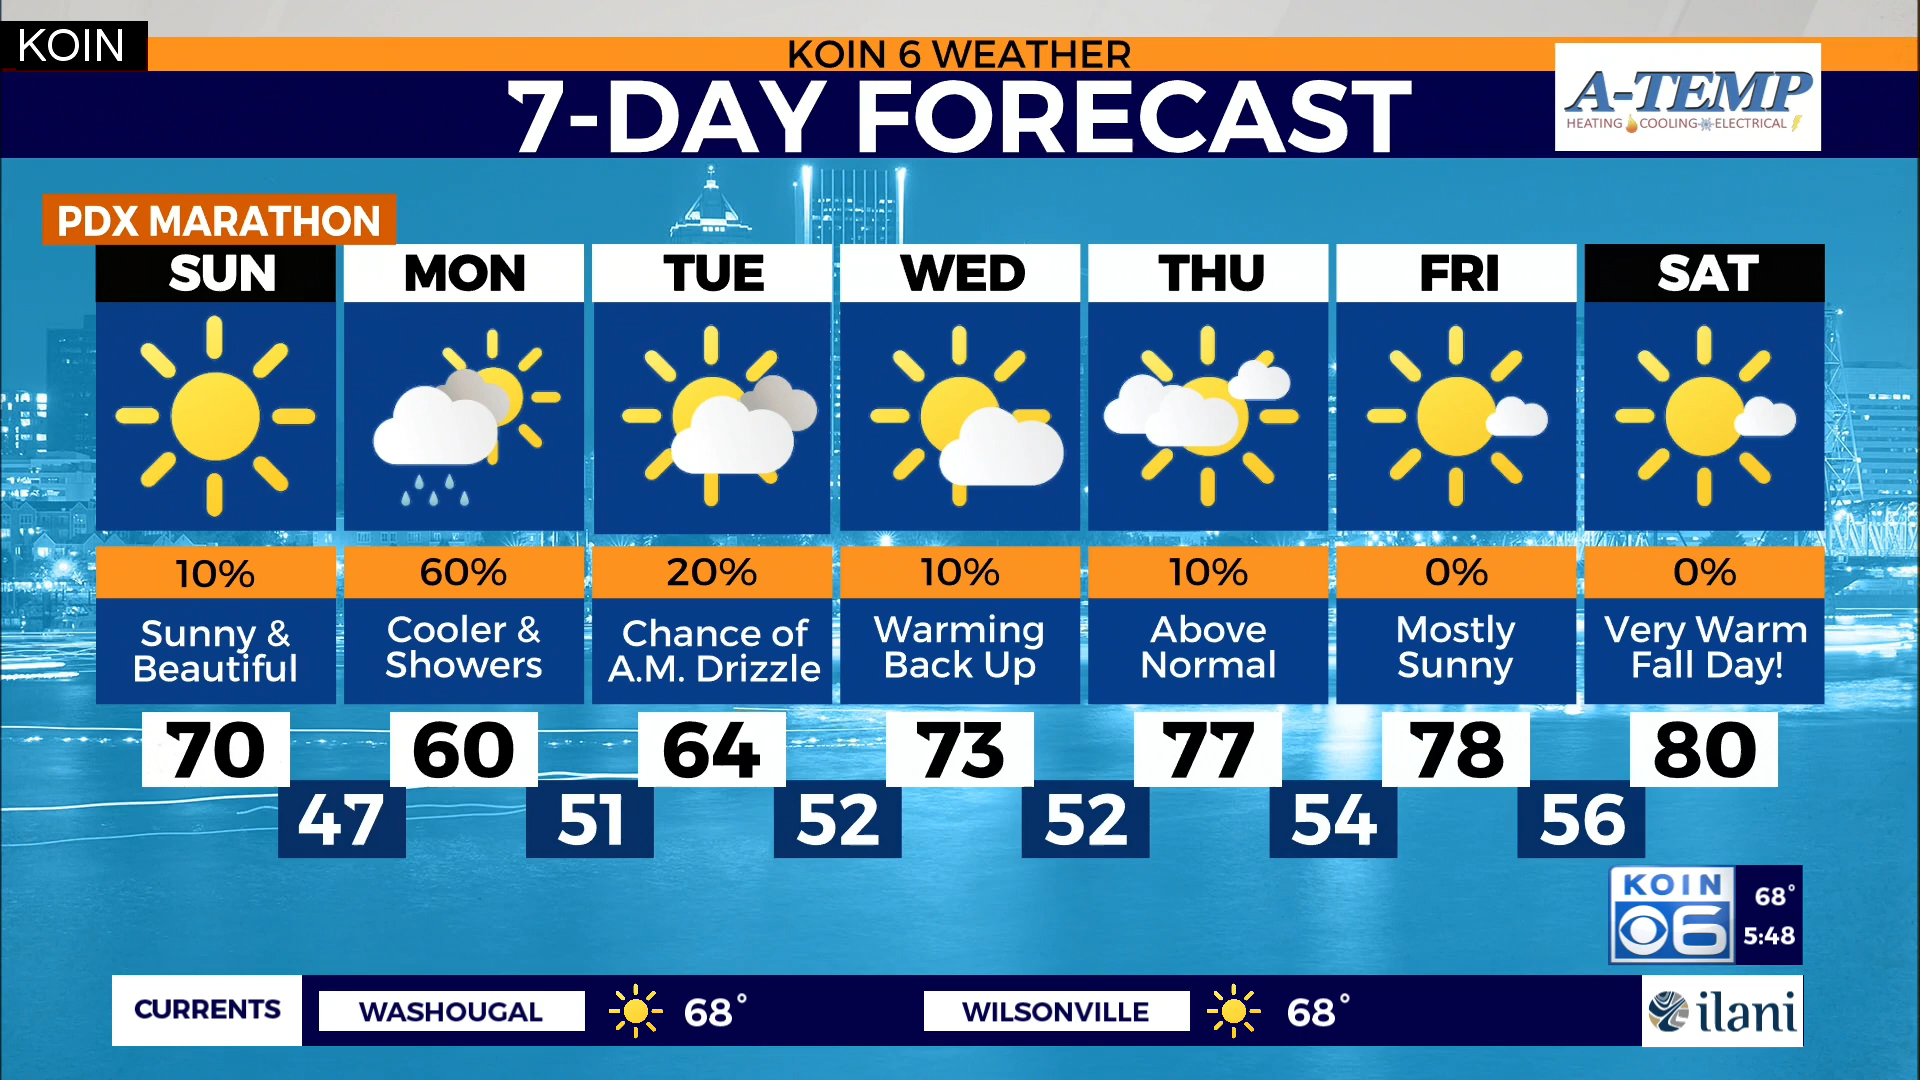 KOIN
KOIN 6 WEATHER
7-DAY FORECAST
A-TEMP
HEATING COOLING ELECTRICAL
PDX MARATHON
SUN MON TUE WED THU FRI SAT
10% 60% 20% 10% 10% 0% 0%
Sunny & Cooler & Chance of Warming Above Mostly Very Warm
Beautiful Showers A.M. Drizzle Back Up Normal Sunny Fall Day!
70 60 64 73 77 78 80
47 51 52 52 54 56
KOIN 68°
6 5:48
CURRENTS WASHOUGAL 68° WILSONVILLE 68° ilani